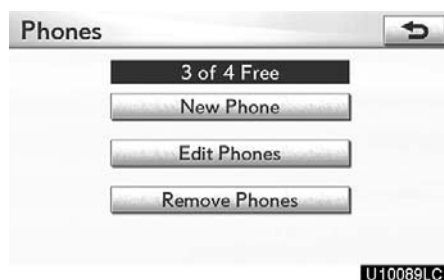 Phones
3 of 4 Free
New Phone
Edit Phones
Remove Phones
U10089LC